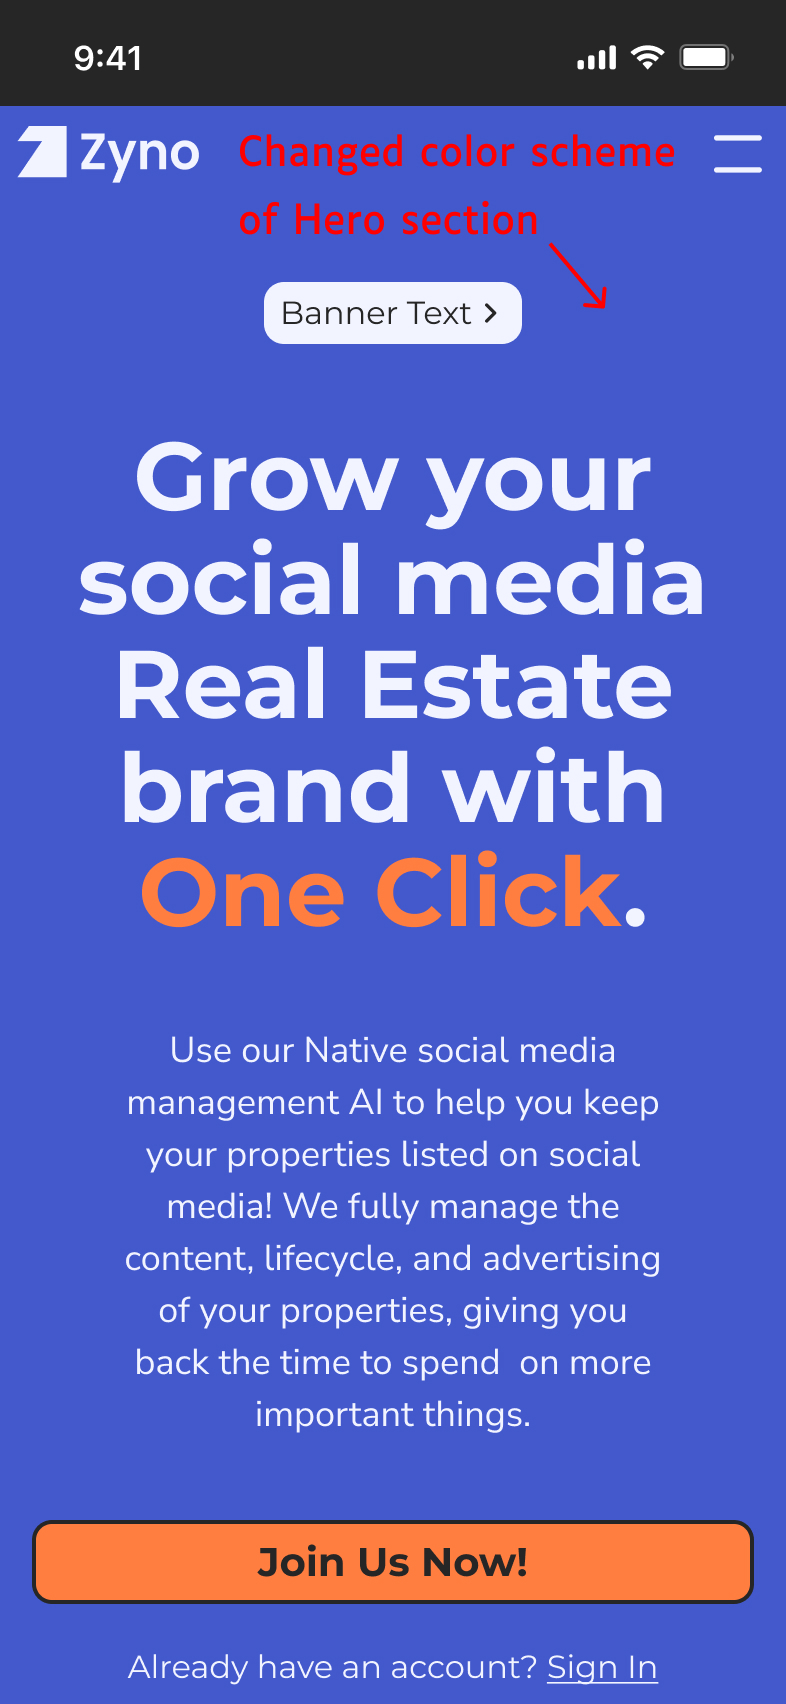 9:41
Zyno
Changed color scheme
of Hero section
Banner Text
Grow your
social media
Real Estate
brand with
One Click.
Use our Native social media
management AI to help you keep
your properties listed on social
media! We fully manage the
content, lifecycle, and advertising
of your properties, giving you
back the time to spend  on more
important things.
Join Us Now!
Already have an account? Sign In